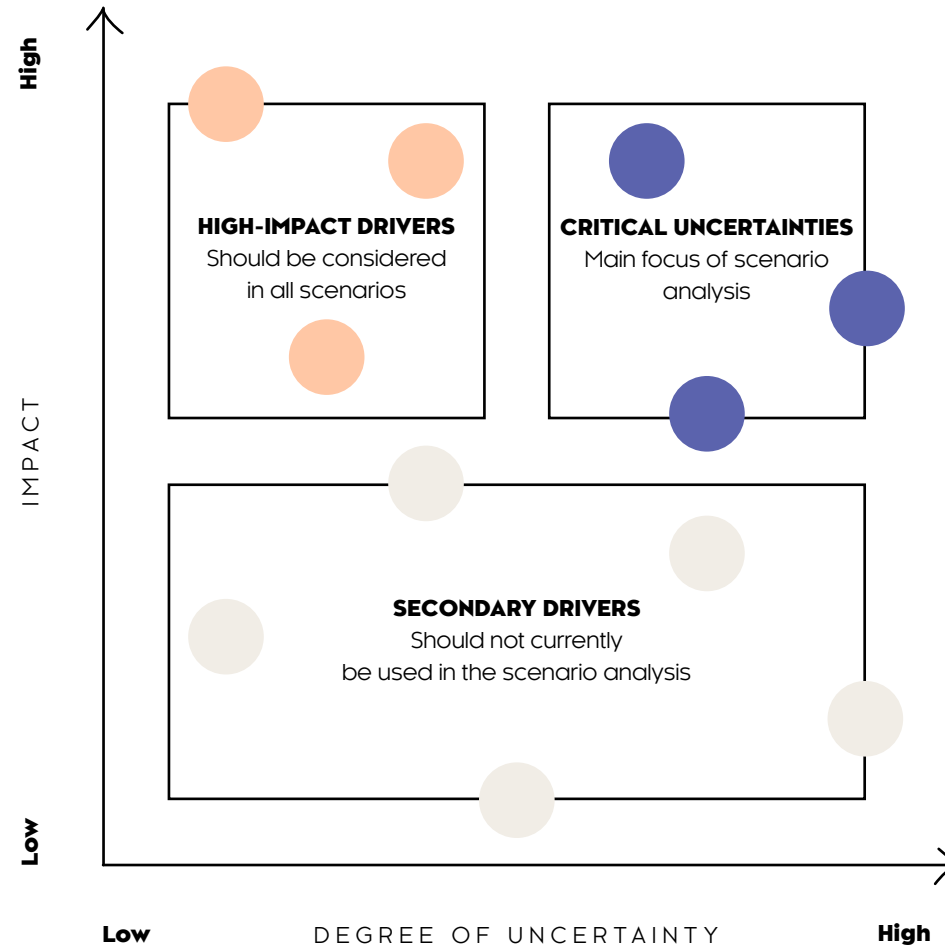 High
HIGH-IMPACT DRIVERS
Should be considered
in all scenarios
CRITICAL UNCERTAINTIES
Main focus of scenario
analysis
IMPACT
SECONDARY DRIVERS
Should not currently
be used in the scenario analysis
Low
Low
DEGREE OF UNCERTAINTY
High